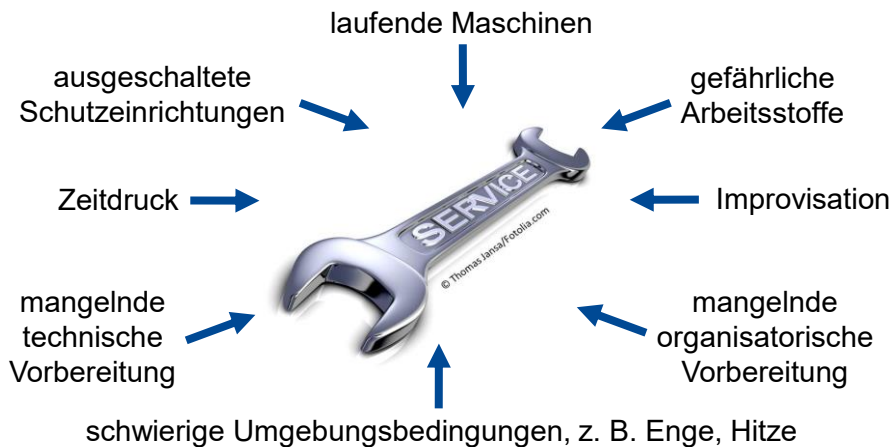 laufende Maschinen
ausgeschaltete
Schutzeinrichtungen
gefährliche
Arbeitsstoffe
Zeitdruck
SERVICE
Improvisation
© Thomas Jansa/Fotolia.com
mangelnde
technische
Vorbereitung
mangelnde
organisatorische
Vorbereitung
schwierige Umgebungsbedingungen, z. B. Enge, Hitze